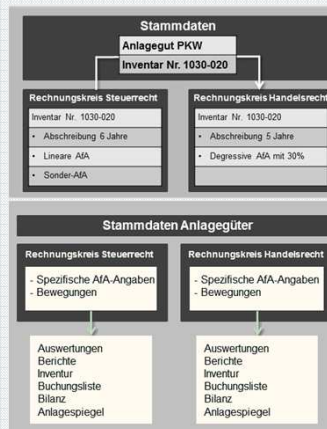 Stammdaten
Anlagegut PKW
Inventar Nr. 1030-020
Rechnungskreis Steuerrecht
Inventar Nr. 1030-020
• Abschreibung 6 Jahre
• Lineare AfA
• Sonder-AfA
Rechnungskreis Handelsrecht
Inventar Nr. 1030-020
• Abschreibung 5 Jahre
• Degressive AfA mit 30%
Stammdaten Anlagegüter
Rechnungskreis Steuerrecht
- Spezifische AfA-Angaben
- Bewegungen
Auswertungen
Berichte
Inventur
Buchungsliste
Bilanz
Anlagespiegel
Rechnungskreis Handelsrecht
- Spezifische AfA-Angaben
- Bewegungen
Auswertungen
Berichte
Inventur
Buchungsliste
Bilanz
Anlagespiegel